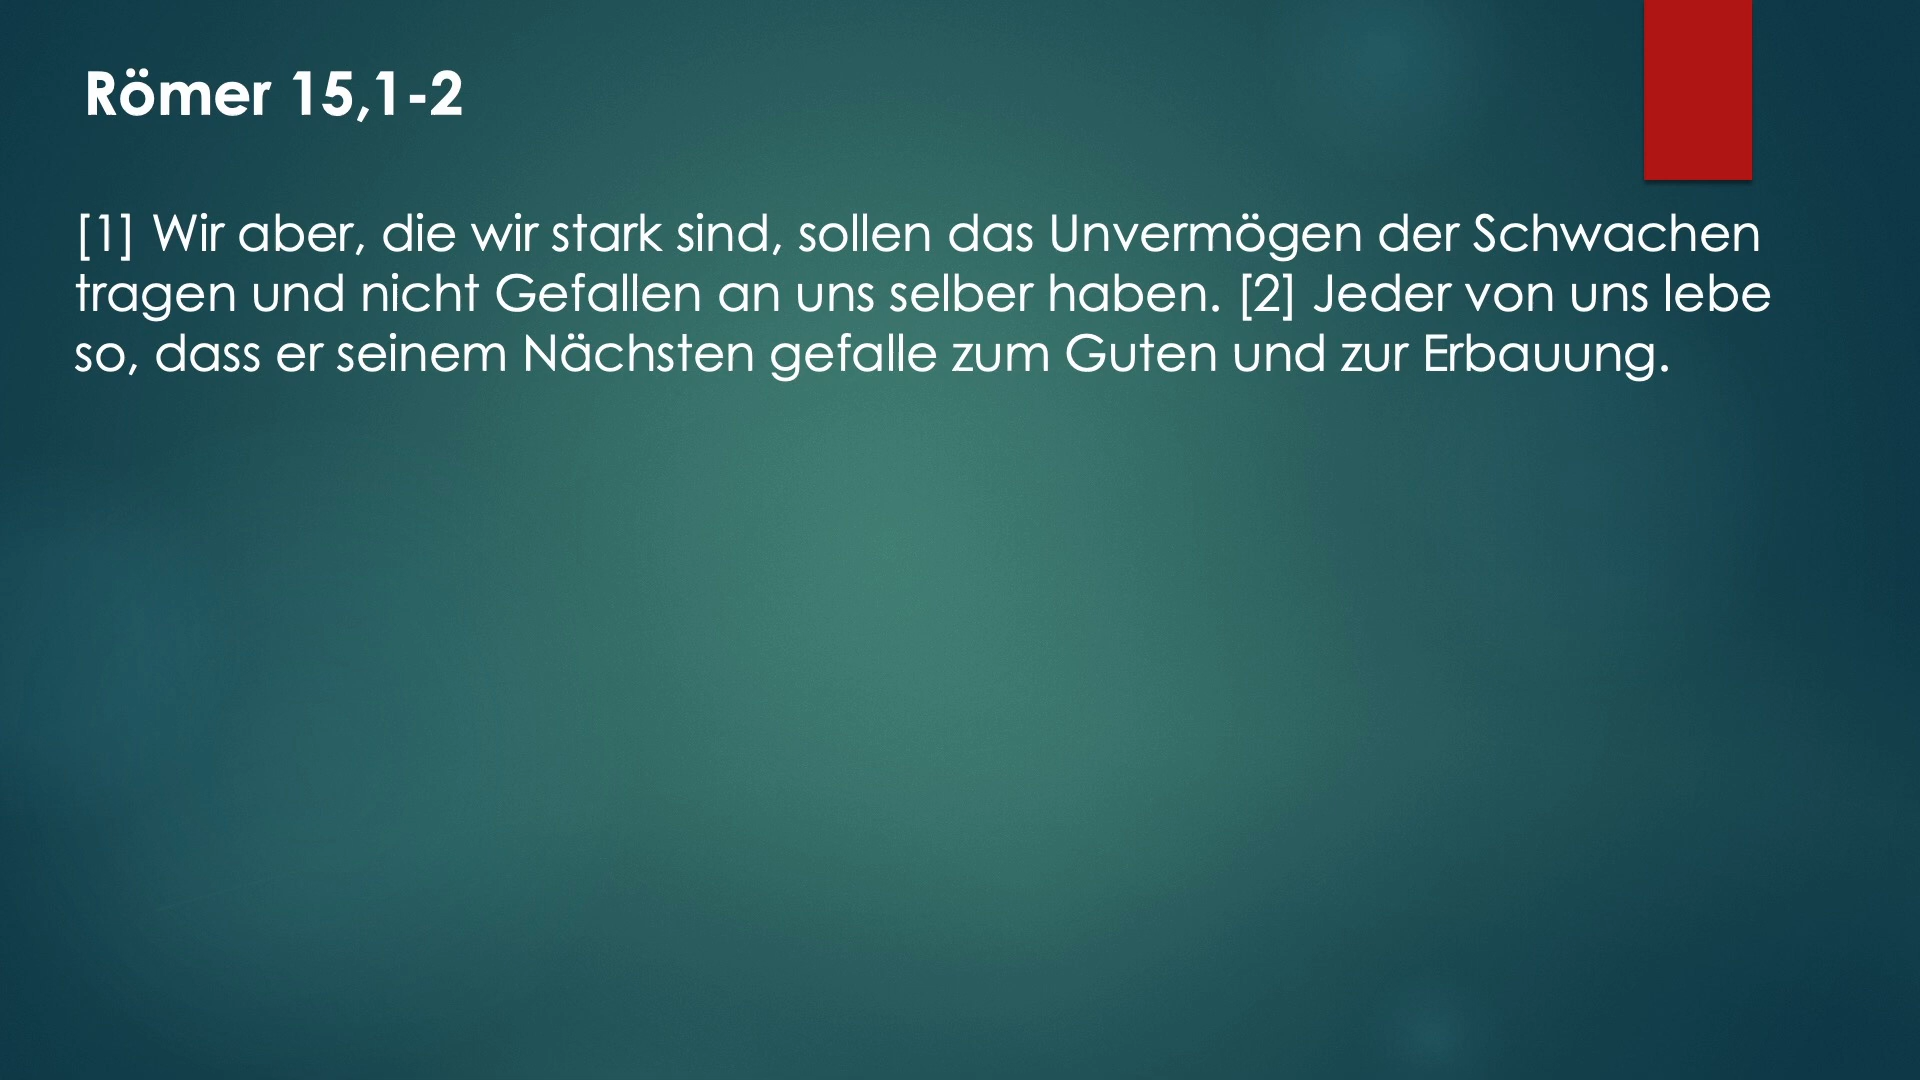 Römer 15,1-2
[1] Wir aber, die wir stark sind, sollen das Unvermögen der Schwachen
tragen und nicht Gefallen an uns selber haben. [2] Jeder von uns lebe
so, dass er seinem Nächsten gefalle zum Guten und zur Erbauung.